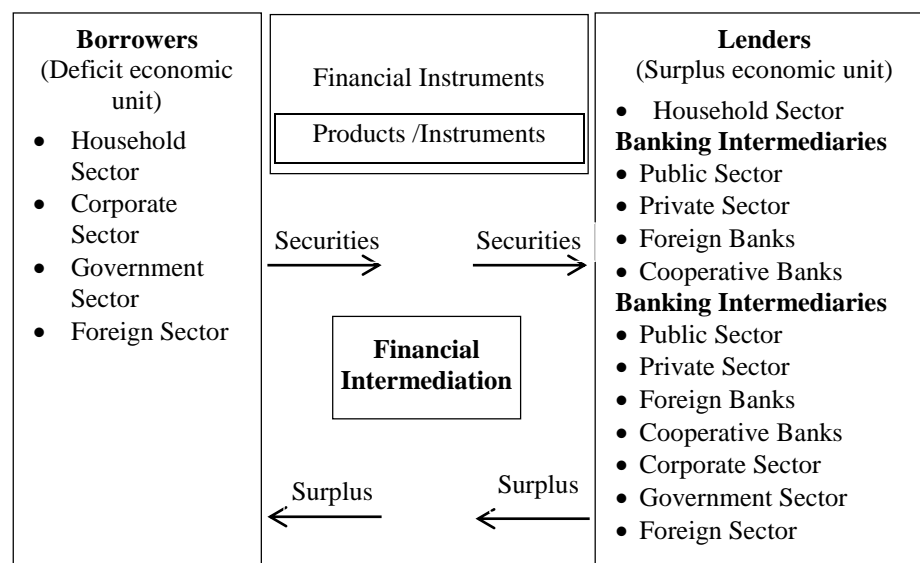 Borrowers
(Deficit economic
unit)
• Household
Sector
• Corporate
Sector
• Government
Sector
• Foreign Sector
Financial Instruments
Products /Instruments
Securities
Securities
Financial
Intermediation
Surplus
Surplus
Lenders
(Surplus economic unit)
• Household Sector
Banking Intermediaries
• Public Sector
• Private Sector
• Foreign Banks
• Cooperative Banks
Banking Intermediaries
• Public Sector
• Private Sector
• Foreign Banks
• Cooperative Banks
• Corporate Sector
• Government Sector
• Foreign Sector